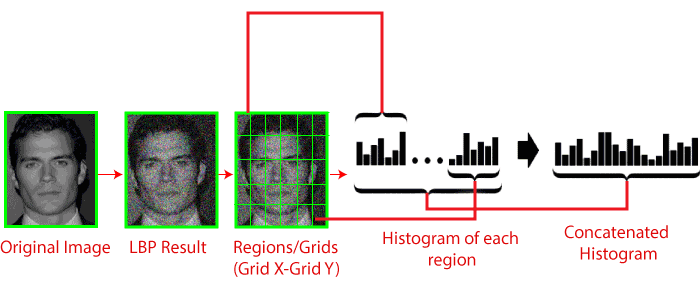 Original Image
LBP Result
Regions/Grids
(Grid X-Grid Y)
Histogram of each
region
Concatenated
Histogram